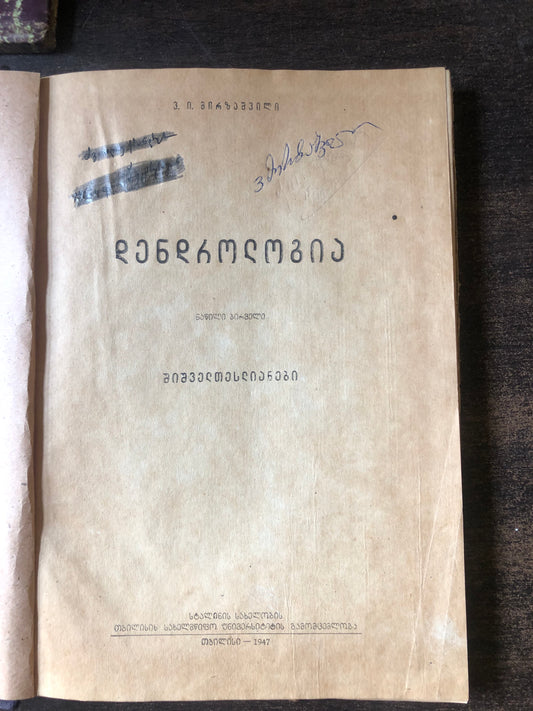 ვ. ი. მირზაშვილი
დენდროლოგია
ნაწილი პირველი
შიშველთესლიანები
სტალინის სახელობის
თბილისის სახელმწიფო უნივერსიტეტის გამომცემლობა
თბილისი — 1947